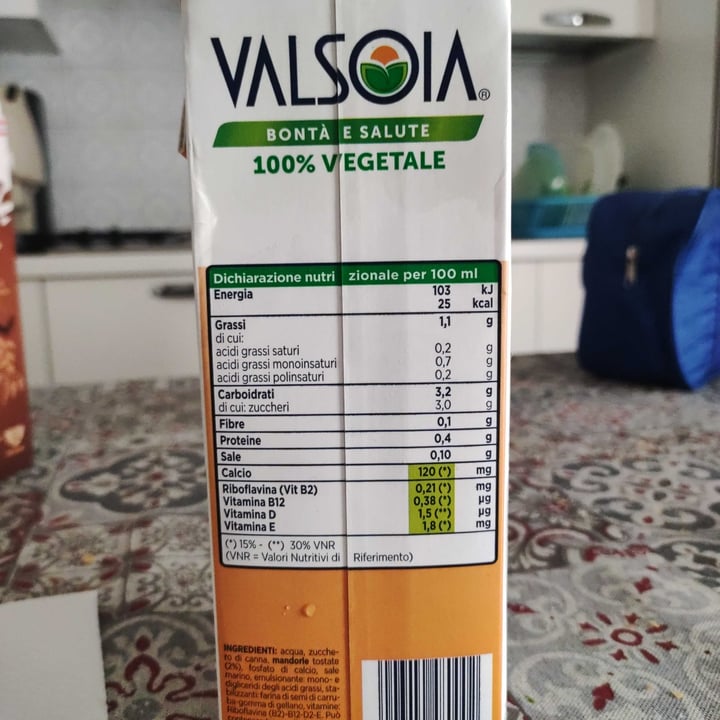 VALSOIA®
BONTÀ E SALUTE
100% VEGETALE
Dichiarazione nutrizionale per 100 ml
Energia 103 kJ
25 kcal
Grassi 1,1 g
di cui:
acidi grassi saturi 0,2 g
acidi grassi monoinsaturi 0,7 g
acidi grassi polinsaturi 0,2 g
Carboidrati 3,2 g
di cui: zuccheri 3,0 g
Fibre 0,1 g
Proteine 0,4 g
Sale 0,10 g
Calcio 120 (*) mg
Riboflavina (Vit B2) 0,21 (*) mg
Vitamina B12 0,38 (*) µg
Vitamina D 1,5 (**) µg
Vitamina E 1,8 (*) mg
(*) 15% - (**) 30% VNR
(VNR = Valori Nutritivi di Riferimento)
INGREDIENTI: acqua, zucche-
ro di canna, mandorle tostate
(2%), fosfato di calcio, sale
marino, emulsionante: mono- e
digliceridi degli acidi grassi, sta-
bilizzanti: farina di semi di carru-
ba-gomma di gellano, vitamine:
Riboflavina (B2)-B12-D2-E. Può